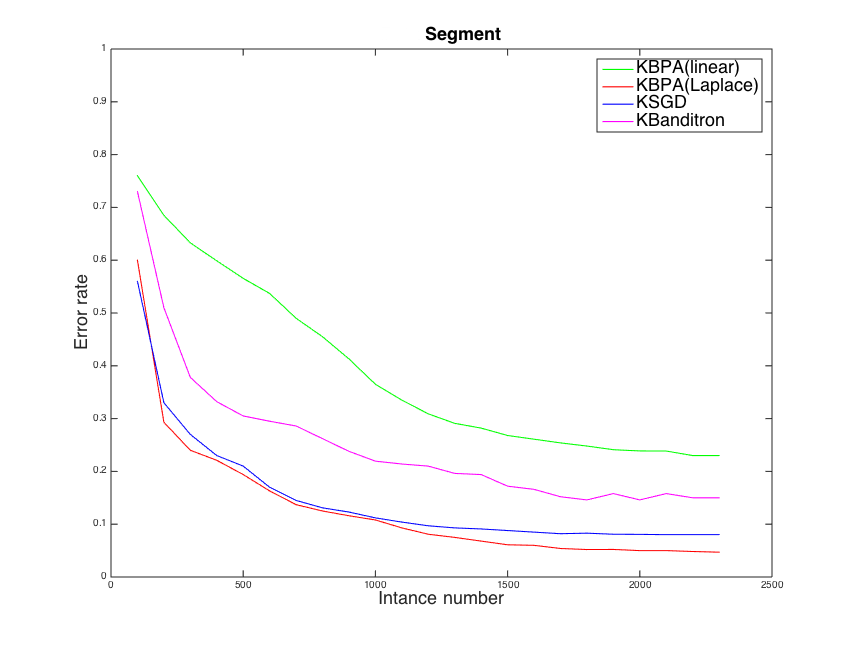 Segment
1
0.9
0.8
0.7
0.6
0.5
0.4
0.3
0.2
0.1
0
Error rate
KBPA(linear)
KBPA(Laplace)
KSGD
KBanditron
0 500 1000 1500 2000 2500
Intance number